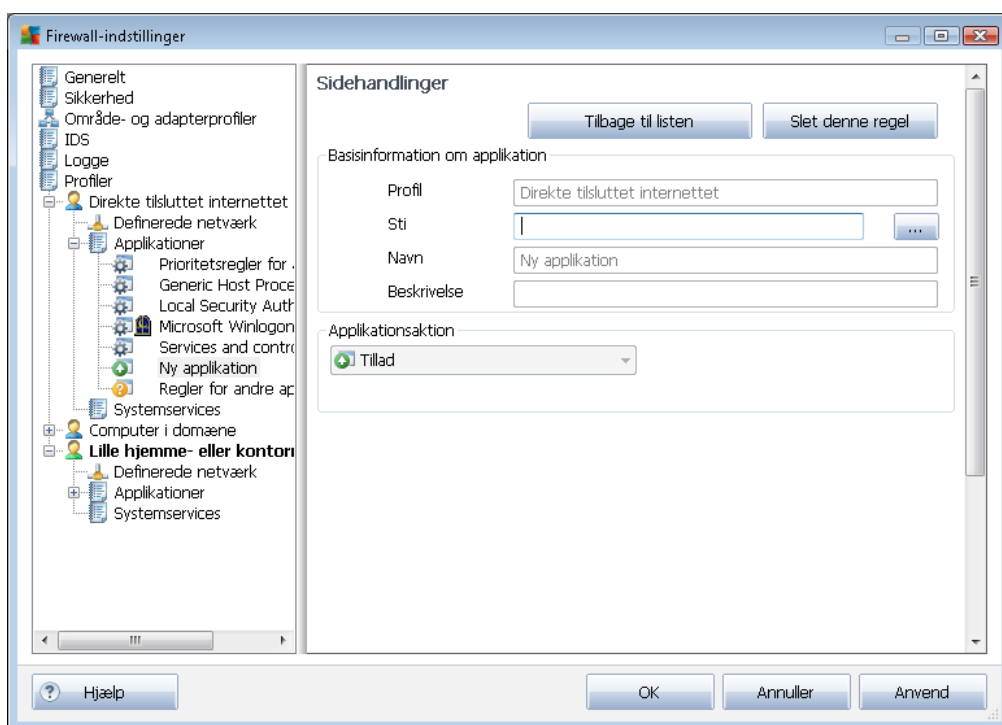 Firewall-indstillinger
Generelt
Sikkerhed
Område- og adapterprofiler
IDS
Logge
Profiler
Direkte tilsluttet internettet
Definerede netværk
Applikationer
Prioritetsregler for
Generic Host Proce
Local Security Auth
Microsoft Winlogon
Services and contro
Ny applikation
Regler for andre ap
Systemservices
Computer i domæne
Lille hjemme- eller kontorn
Definerede netværk
Applikationer
Systemservices
Sidehandlinger
Tilbage til listen
Slet denne regel
Basisinformation om applikation
Profil
Direkte tilsluttet internettet
Sti
...
Navn
Ny applikation
Beskrivelse
Applikationsaktion
Tillad
? Hjælp
OK
Annuller
Anvend